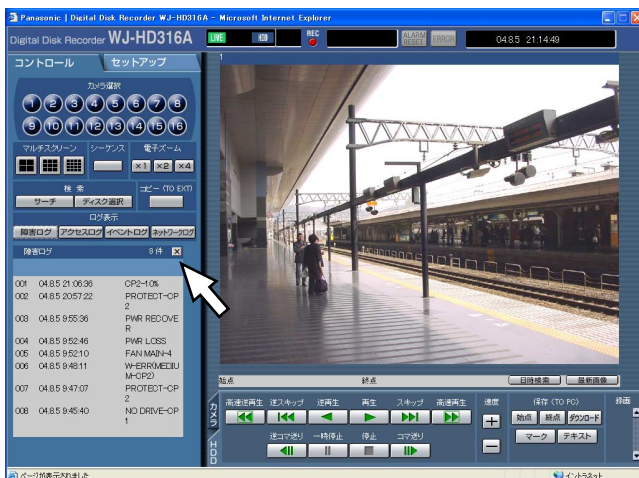 Panasonic | Digital Disk Recorder WJ-HD316A - Microsoft Internet Explorer
Digital Disk Recorder WJ-HD316A
LIVE HDD REC ALARM RESET ERROR 04.8.5 21:14:49
コントロール セットアップ
1
カメラ選択
1 2 3 4 5 6 7 8
9 10 11 12 13 14 15 16
マルチスクリーン シーケンス 電子ズーム
×1 ×2 ×4
検索 コピー (TO EXT)
サーチ ディスク選択
ログ表示
障害ログ アクセスログ イベントログ ネットワークログ
障害ログ 8件
001 04.8.5 21:06:36 CP2-10%
002 04.8.5 20:57:22 PROTECT-CP
2
003 04.8.5 9:55:36 PWR RECOVE
R
004 04.8.5 9:52:46 PWR LOSS
005 04.8.5 9:52:10 FAN MAIN-4
006 04.8.5 9:48:11 W-ERR(MEDIU
M-CP2)
007 04.8.5 9:47:07 PROTECT-CP
2
008 04.8.5 9:45:40 NO DRIVE-CP
1
始点 終点 日時検索 最新画像
カメラ
HDD
高速逆再生 逆スキップ 逆再生 再生 スキップ 高速再生 速度 保存 (TO PC) 録画
始点 終点 ダウンロード
逆コマ送り 一時停止 停止 コマ送り
マーク テキスト
ページが表示されました
イントラネット